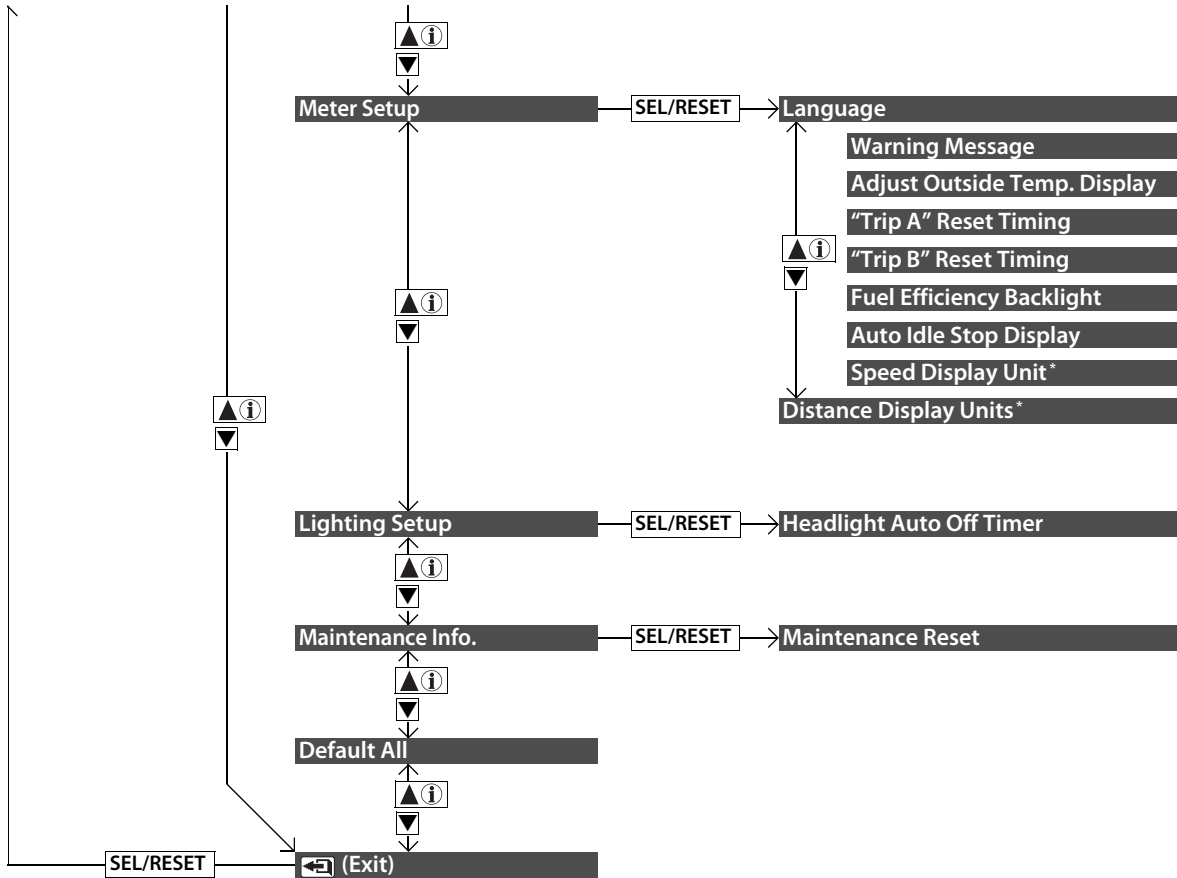 Meter Setup
SEL/RESET
Language
Warning Message
Adjust Outside Temp. Display
“Trip A” Reset Timing
“Trip B” Reset Timing
Fuel Efficiency Backlight
Auto Idle Stop Display
Speed Display Unit*
Distance Display Units*
Lighting Setup
SEL/RESET
Headlight Auto Off Timer
Maintenance Info.
SEL/RESET
Maintenance Reset
Default All
SEL/RESET
(Exit)